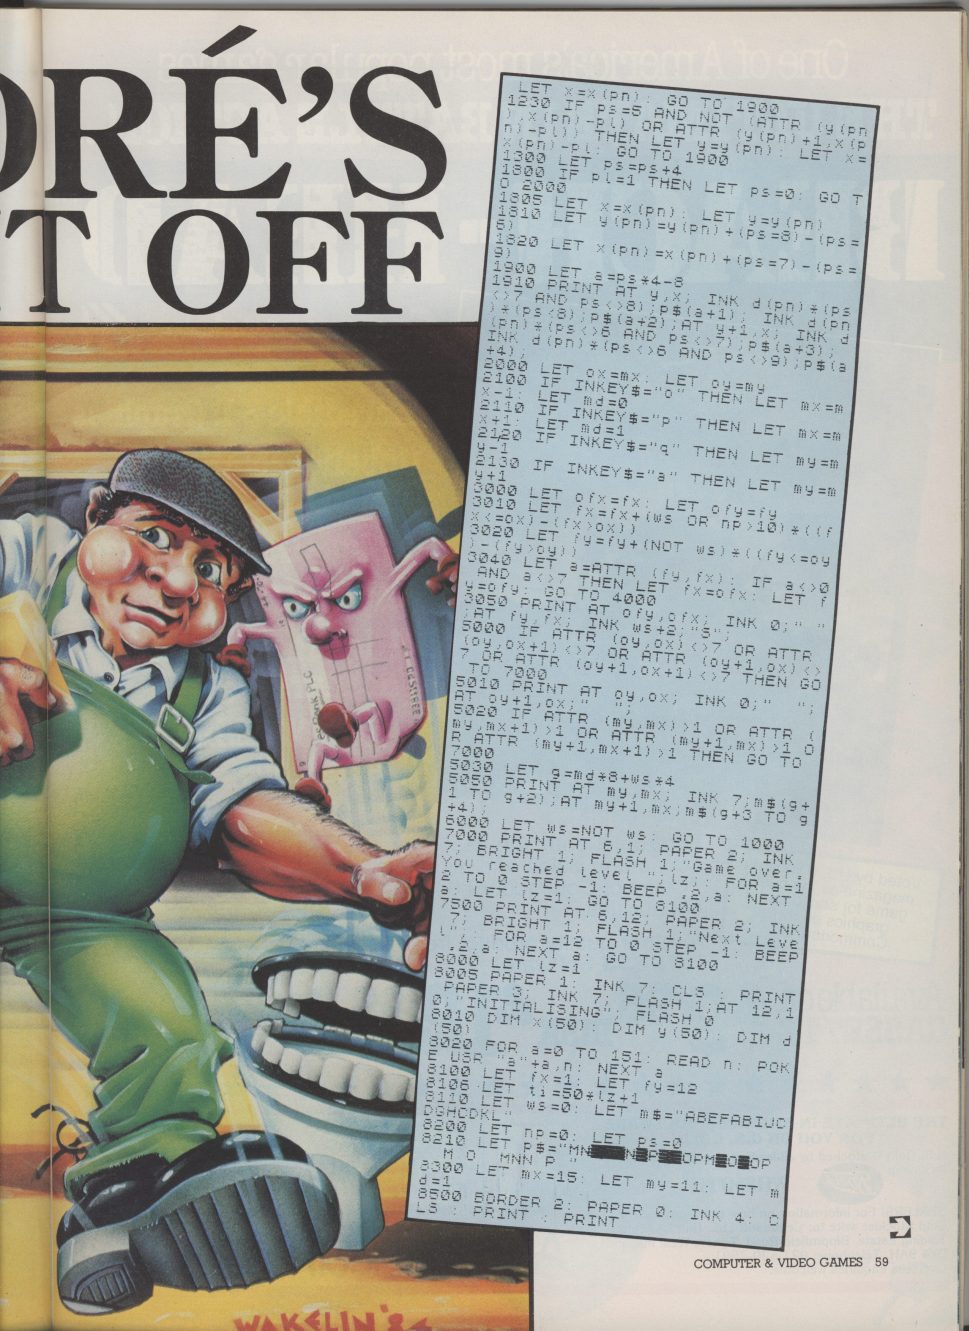 ORÉ'S
T OFF
LET x=x(pn): GO TO 1900
1230 IF ps=5 AND NOT (ATTR (y(pn
),x(pn)-pl) OR ATTR (y(pn)+1,x(p
n)-pl)) THEN LET y=y(pn): LET x=
x(pn)-pl: GO TO 1900
1300 LET ps=ps+4
1800 IF pl=1 THEN LET ps=0: GO T
O 2000
1805 LET x=x(pn): LET y=y(pn)
1810 LET y(pn)=y(pn)+(ps=8)-(ps=
6)
1820 LET x(pn)=x(pn)+(ps=7)-(ps=
9)
1900 LET a=ps*4-8
1910 PRINT AT y,x; INK d(pn)*(ps
<>7 AND ps<>8);p$(a+1); INK d(pn
)*(ps<8);p$(a+2);AT y+1,x; INK d
(pn)*(ps<>6 AND ps<>7);p$(a+3);
INK d(pn)*(ps<>6 AND ps<>9);p$(a
+4);
2000 LET ox=mx: LET oy=my
2100 IF INKEY$="o" THEN LET mx=m
x-1: LET md=0
2110 IF INKEY$="p" THEN LET mx=m
x+1: LET md=1
2120 IF INKEY$="q" THEN LET my=m
y-1
2130 IF INKEY$="a" THEN LET my=m
y+1
3000 LET ofx=fx: LET ofy=fy
3010 LET fx=fx+(ws OR np>10)*((f
x<=ox)-(fx>ox))
3020 LET fy=fy+(NOT ws)*((fy<=oy
)-(fy>oy))
3040 LET a=ATTR (fy,fx): IF a<>0
AND a<>7 THEN LET fx=ofx: LET f
y=ofy: GO TO 4000
3050 PRINT AT ofy,ofx; INK 0;" "
;AT fy,fx; INK ws+2;"S";
5000 IF ATTR (oy,ox)<>7 OR ATTR
(oy,ox+1)<>7 OR ATTR (oy+1,ox)<>
7 OR ATTR (oy+1,ox+1)<>7 THEN GO
TO 7000
5010 PRINT AT oy,ox; INK 0;"  ";
AT oy+1,ox;"  ";
5020 IF ATTR (my,mx)>1 OR ATTR (
my,mx+1)>1 OR ATTR (my+1,mx)>1 O
R ATTR (my+1,mx+1)>1 THEN GO TO
7000
5030 LET g=md*8+ws*4
5050 PRINT AT my,mx; INK 7;m$(g+
1 TO g+2);AT my+1,mx;m$(g+3 TO g
+4);
6000 LET ws=NOT ws: GO TO 1000
7000 PRINT AT 6,1; PAPER 2; INK
7; BRIGHT 1; FLASH 1;"Game over.
You reached level ";lz;: FOR a=1
2 TO 0 STEP -1: BEEP .2,a: NEXT
a: LET lz=1: GO TO 8100
7500 PRINT AT 6,12; PAPER 2; INK
7; BRIGHT 1; FLASH 1;"Next Leve
l";: FOR a=12 TO 0 STEP -1: BEEP
.2,a: NEXT a: GO TO 8100
8000 LET lz=1
8005 PAPER 1: INK 7: CLS : PRINT
PAPER 3; INK 7; FLASH 1;AT 12,1
0;"INITIALISING"; FLASH 0
8010 DIM x(50): DIM y(50): DIM d
(50)
8020 FOR a=0 TO 151: READ n: POK
E USR "a"+a,n: NEXT a
8100 LET fx=1: LET fy=12
8106 LET ti=50*lz+1
8110 LET ws=0: LET m$="ABEFABIJCD
DGHCDKL"
8200 LET np=0: LET ps=0
8210 LET p$="MN N P OPM O OP
M O MNN P "
8300 LET mx=15: LET my=11: LET m
d=1
8500 BORDER 2: PAPER 0: INK 4: C
LS : PRINT : PRINT
WAKELIN '84
COMPUTER & VIDEO GAMES 59